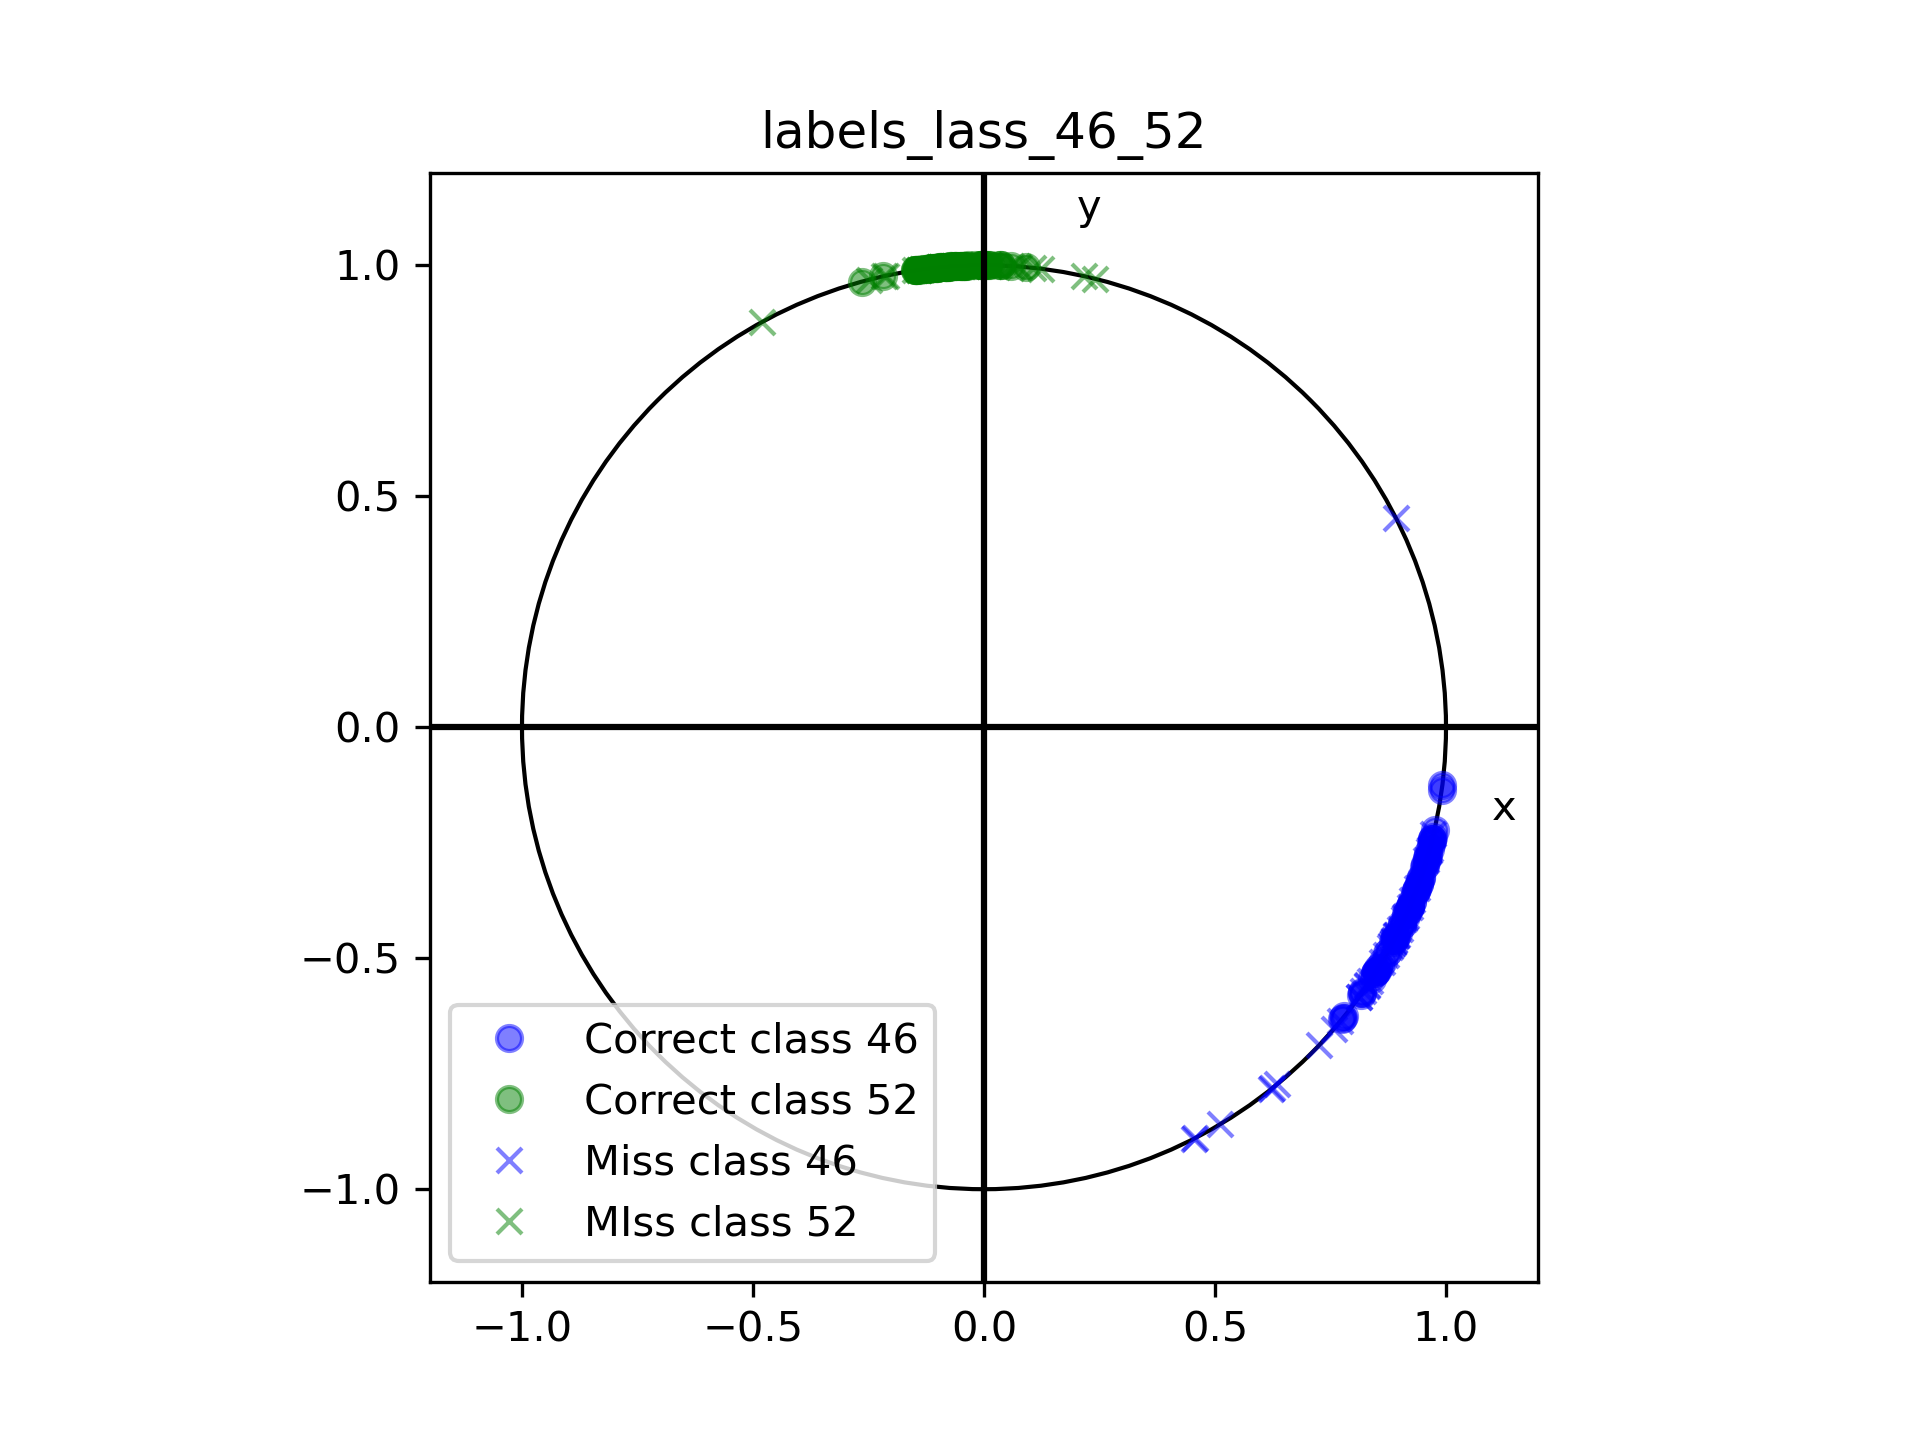 labels_lass_46_52
y
1.0
0.5
0.0
x
−0.5
Correct class 46
Correct class 52
Miss class 46
−1.0
MIss class 52
−1.0 −0.5 0.0 0.5 1.0